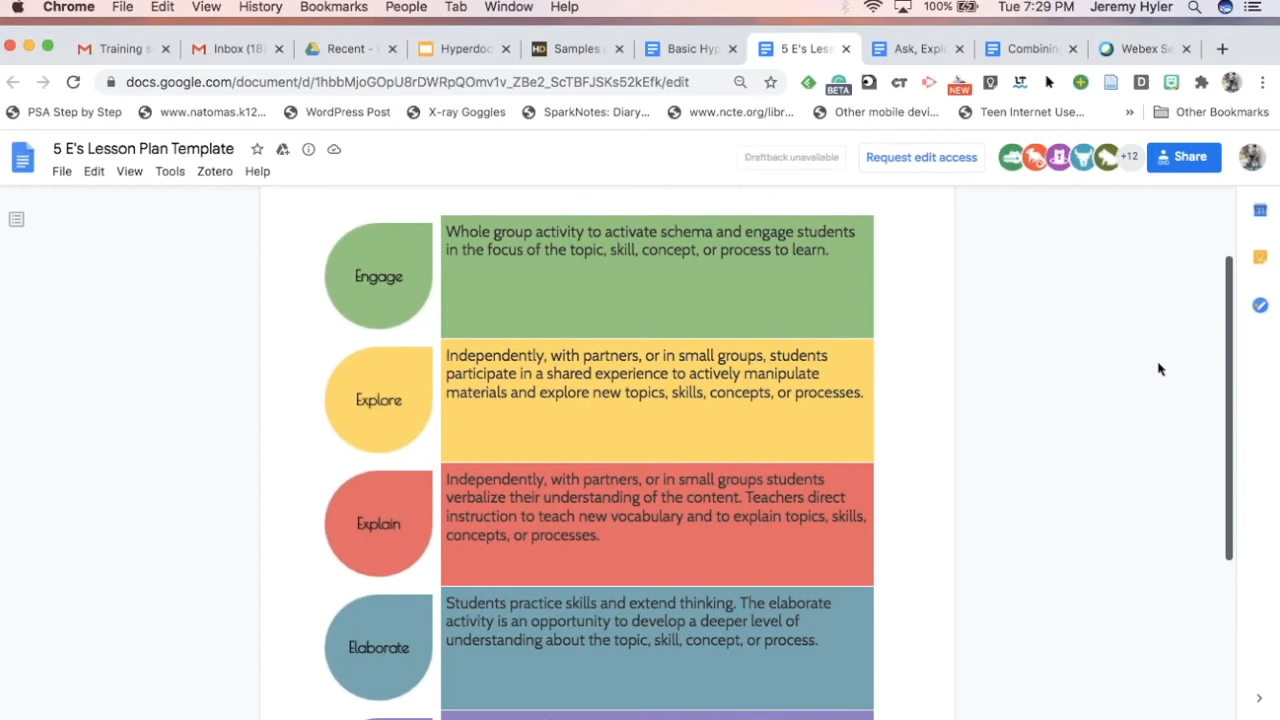 Chrome File Edit View History Bookmarks People Tab Window Help 100% Tue 7:29 PM Jeremy Hyler
Training s Inbox (18) Recent - Hyperdoc HD Samples Basic Hyp 5 E's Less Ask, Expl Combinin Webex Se
docs.google.com/document/d/1hbbMjoGOpU8rDWRpQOmv1v_ZBe2_ScTBFJSKs52kEfk/edit BETA CT NEW LT D
PSA Step by Step www.natomas.k12... WordPress Post X-ray Goggles SparkNotes: Diary... www.ncte.org/libr... Other mobile devi... Teen Internet Use... » Other Bookmarks
5 E's Lesson Plan Template
Draftback unavailable Request edit access +12 Share
File Edit View Tools Zotero Help
Engage
Whole group activity to activate schema and engage students
in the focus of the topic, skill, concept, or process to learn.
Explore
Independently, with partners, or in small groups, students
participate in a shared experience to actively manipulate
materials and explore new topics, skills, concepts, or processes.
Explain
Independently, with partners, or in small groups students
verbalize their understanding of the content. Teachers direct
instruction to teach new vocabulary and to explain topics, skills,
concepts, or processes.
Elaborate
Students practice skills and extend thinking. The elaborate
activity is an opportunity to develop a deeper level of
understanding about the topic, skill, concept, or process.